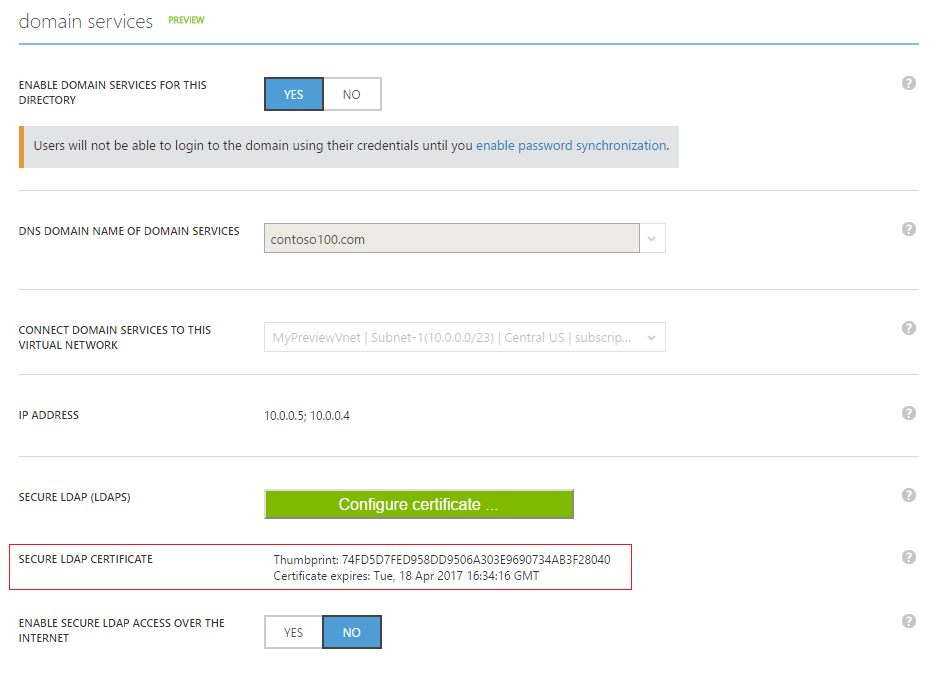 domain services PREVIEW
ENABLE DOMAIN SERVICES FOR THIS
DIRECTORY
YES NO
?
Users will not be able to login to the domain using their credentials until you enable password synchronization.
DNS DOMAIN NAME OF DOMAIN SERVICES
contoso100.com
?
CONNECT DOMAIN SERVICES TO THIS
VIRTUAL NETWORK
MyPreviewVnet | Subnet-1(10.0.0.0/23) | Central US | subscrip...
?
IP ADDRESS
10.0.0.5; 10.0.0.4
?
SECURE LDAP (LDAPS)
Configure certificate ...
?
SECURE LDAP CERTIFICATE
Thumbprint: 74FD5D7FED958DD9506A303E9690734AB3F28040
Certificate expires: Tue, 18 Apr 2017 16:34:16 GMT
?
ENABLE SECURE LDAP ACCESS OVER THE
INTERNET
YES NO
?